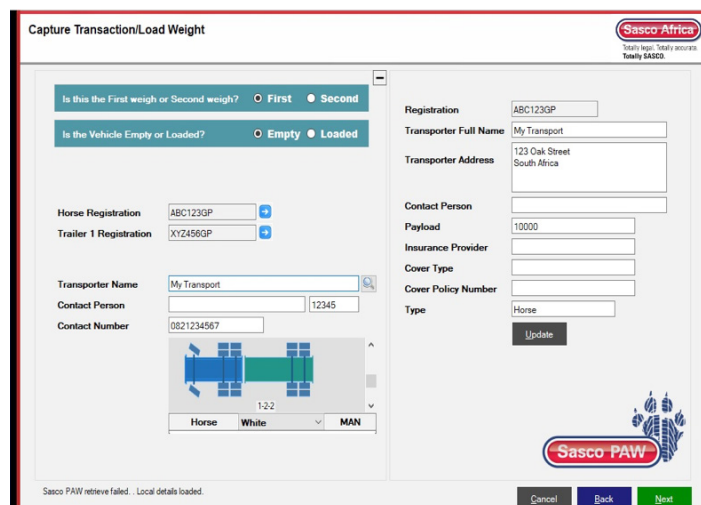 Capture Transaction/Load Weight
Sasco Africa
Totally legal. Totally accurate.
Totally SASCO.
Is this the First weigh or Second weigh? First Second
Is the Vehicle Empty or Loaded? Empty Loaded
Horse Registration ABC123GP
Trailer 1 Registration XYZ456GP
Transporter Name My Transport
Contact Person 12345
Contact Number 0821234567
1-2-2
Horse White MAN
Registration ABC123GP
Transporter Full Name My Transport
Transporter Address 123 Oak Street
South Africa
Contact Person
Payload 10000
Insurance Provider
Cover Type
Cover Policy Number
Type Horse
Update
Sasco PAW
Sasco PAW retrieve failed. . Local details loaded.
Cancel Back Next